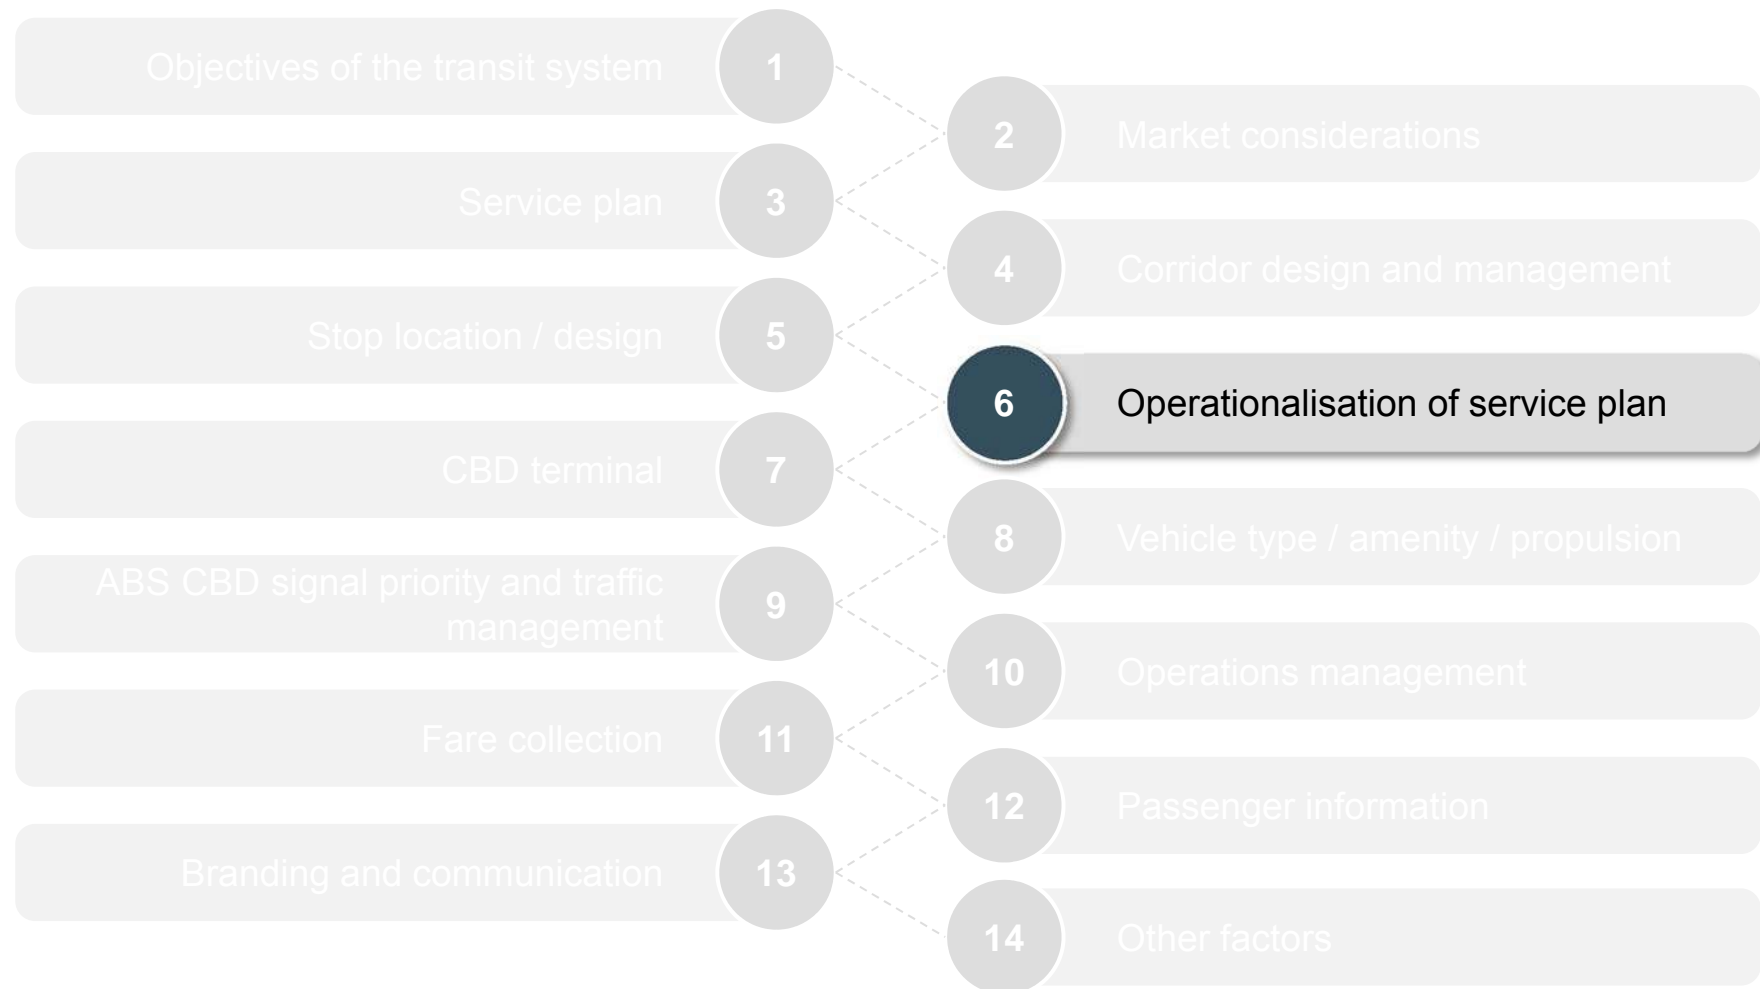 Objectives of the transit system 1
2 Market considerations
Service plan 3
4 Corridor design and management
Stop location / design 5
6 Operationalisation of service plan
CBD terminal 7
8 Vehicle type / amenity / propulsion
ABS CBD signal priority and traffic
management 9
10 Operations management
Fare collection 11
12 Passenger information
Branding and communication 13
14 Other factors